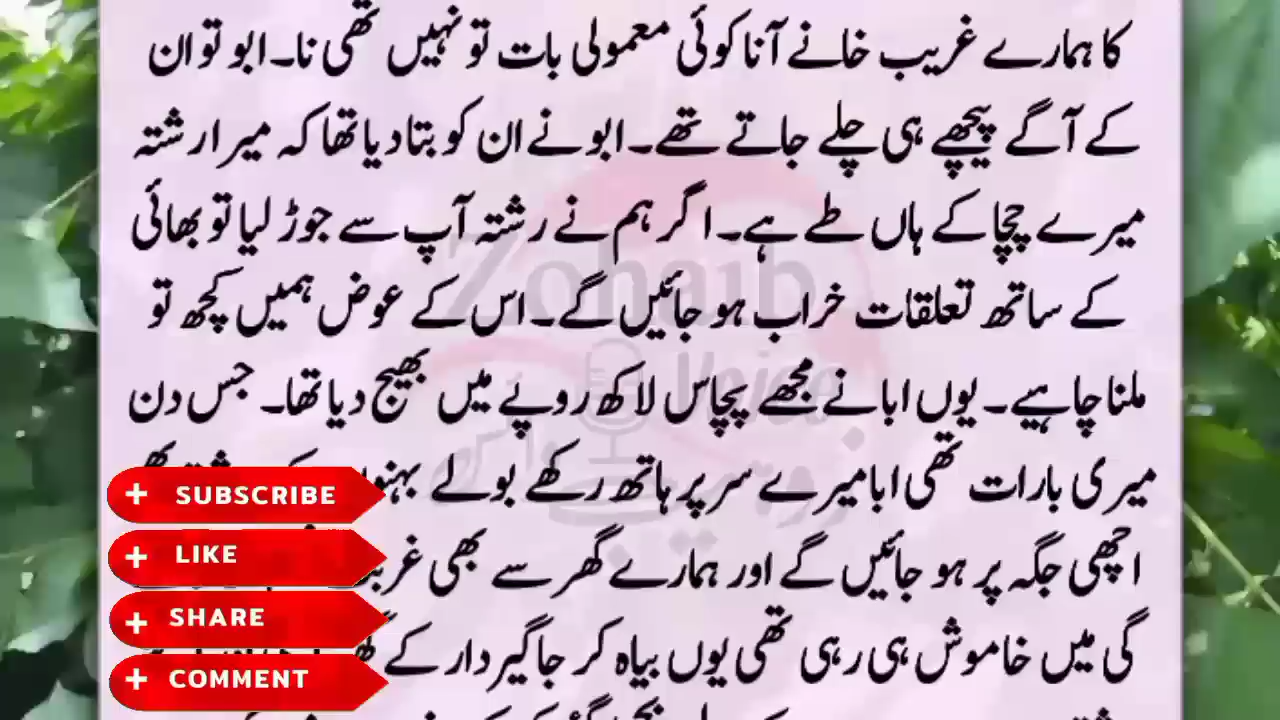 کا ہمارے غریب خانے آنا کوئی معمولی بات تو نہیں تھی نا۔ ابو تو ان
کے آگے پیچھے ہی چلے جاتے تھے۔ ابو نے ان کو بتا دیا تھا کہ میرا رشتہ
میرے چچا کے ہاں طے ہے۔ اگر ہم نے رشتہ آپ سے جوڑ لیا تو بھائی
کے ساتھ تعلقات خراب ہو جائیں گے۔ اس کے عوض ہمیں کچھ تو
ملنا چاہیے۔ یوں ابا نے مجھے پچاس لاکھ روپے میں بھیج دیا تھا۔ جس دن
میری بارات تھی ابا میرے سر پر ہاتھ رکھے بولے
اچھی جگہ پر ہو جائیں گے اور ہمارے گھر سے بھی
گی میں خاموش ہی رہی تھی یوں بیاہ کر جاگیردار کے
SUBSCRIBE
LIKE
SHARE
COMMENT
Zohaib
Voice